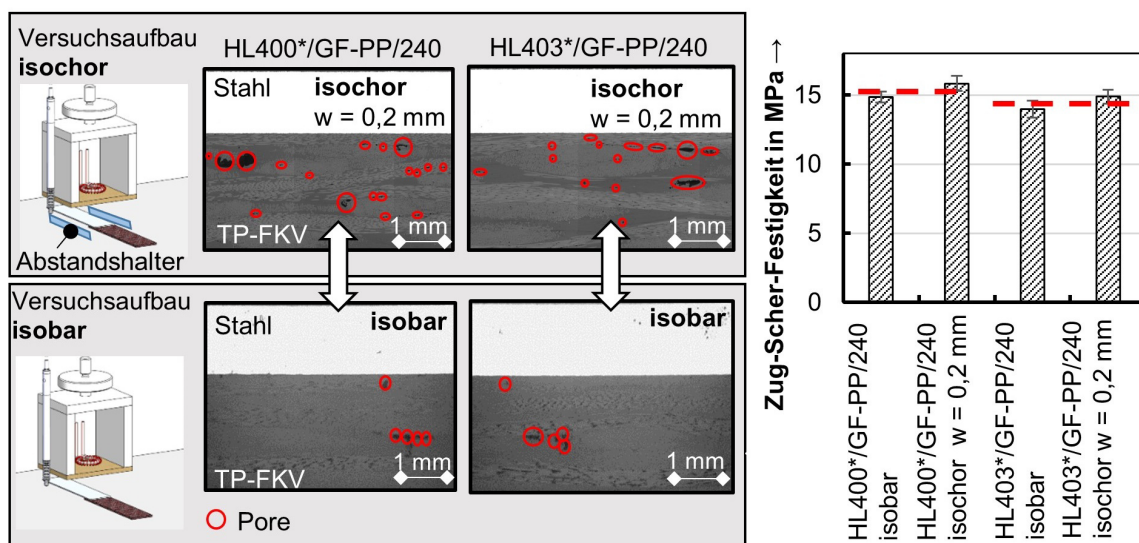 Versuchsaufbau
isochor
Abstandshalter
HL400*/GF-PP/240
Stahl
isochor
w = 0,2 mm
1 mm
TP-FKV
HL403*/GF-PP/240
isochor
w = 0,2 mm
1 mm
Versuchsaufbau
isobar
Stahl
isobar
1 mm
TP-FKV
isobar
1 mm
Pore
Zug-Scher-Festigkeit in MPa →
15
10
5
0
HL400*/GF-PP/240
isobar
HL400*/GF-PP/240
isochor w = 0,2 mm
HL403*/GF-PP/240
isobar
HL403*/GF-PP/240
isochor w = 0,2 mm